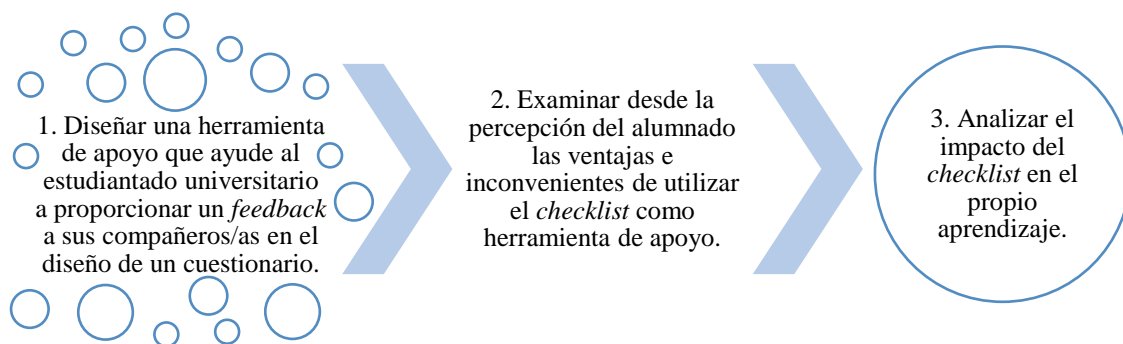 1. Diseñar una herramienta
de apoyo que ayude al
estudiantado universitario
a proporcionar un feedback
a sus compañeros/as en el
diseño de un cuestionario.
2. Examinar desde la
percepción del alumnado
las ventajas e
inconvenientes de utilizar
el checklist como
herramienta de apoyo.
3. Analizar el
impacto del
checklist en el
propio
aprendizaje.